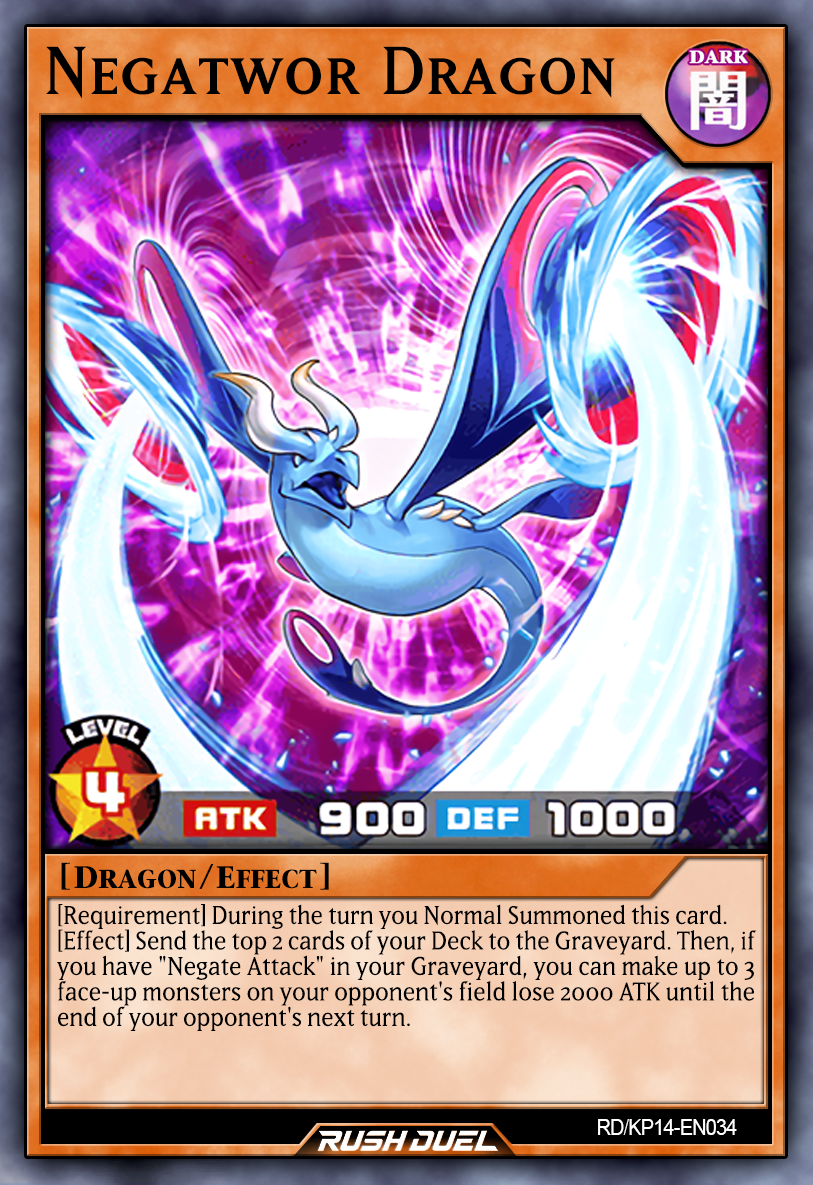 Negatwor Dragon
DARK
闇
LEVEL
4
ATK 900 DEF 1000
[Dragon/Effect]
[Requirement] During the turn you Normal Summoned this card.
[Effect] Send the top 2 cards of your Deck to the Graveyard. Then, if
you have "Negate Attack" in your Graveyard, you can make up to 3
face-up monsters on your opponent's field lose 2000 ATK until the
end of your opponent's next turn.
RD/KP14-EN034
RUSH DUEL